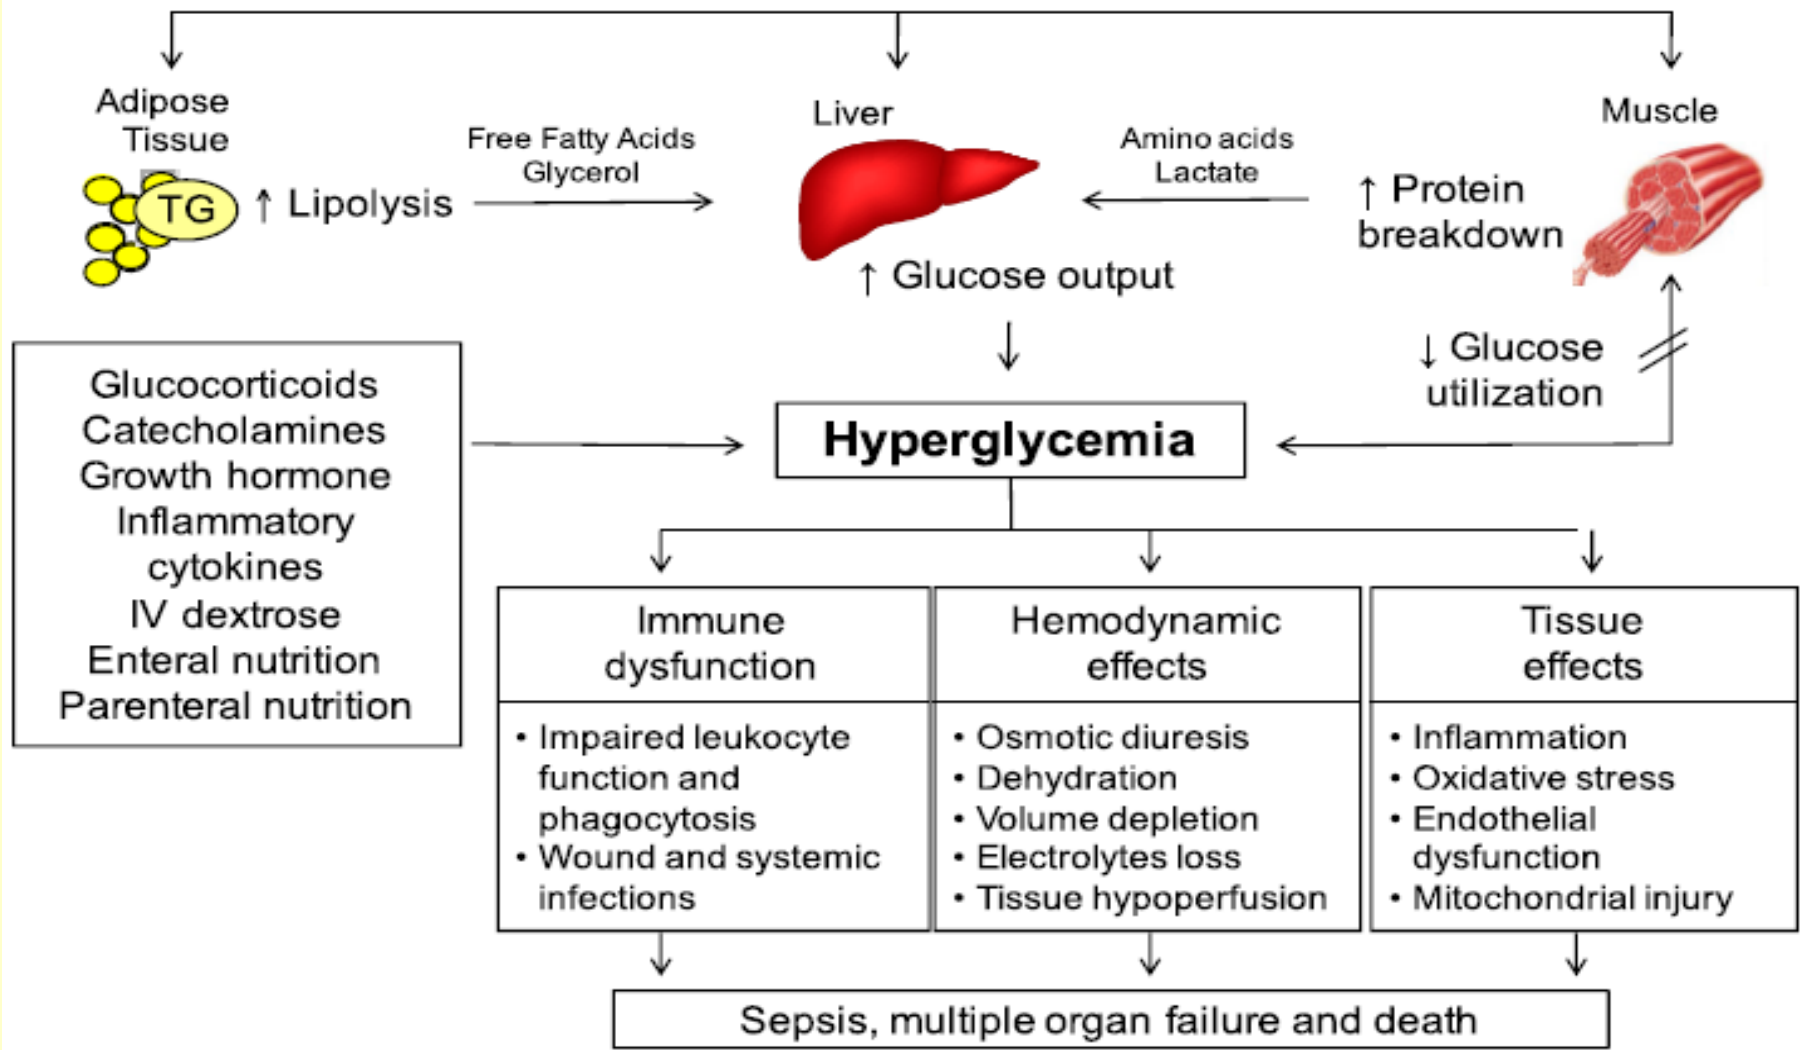 Adipose
Tissue
TG
↑ Lipolysis
Free Fatty Acids
Glycerol
Liver
↑ Glucose output
Amino acids
Lactate
Muscle
↑ Protein
breakdown
↓ Glucose
utilization
Glucocorticoids
Catecholamines
Growth hormone
Inflammatory
cytokines
IV dextrose
Enteral nutrition
Parenteral nutrition
Hyperglycemia
Immune
dysfunction
• Impaired leukocyte
function and
phagocytosis
• Wound and systemic
infections
Hemodynamic
effects
• Osmotic diuresis
• Dehydration
• Volume depletion
• Electrolytes loss
• Tissue hypoperfusion
Tissue
effects
• Inflammation
• Oxidative stress
• Endothelial
dysfunction
• Mitochondrial injury
Sepsis, multiple organ failure and death